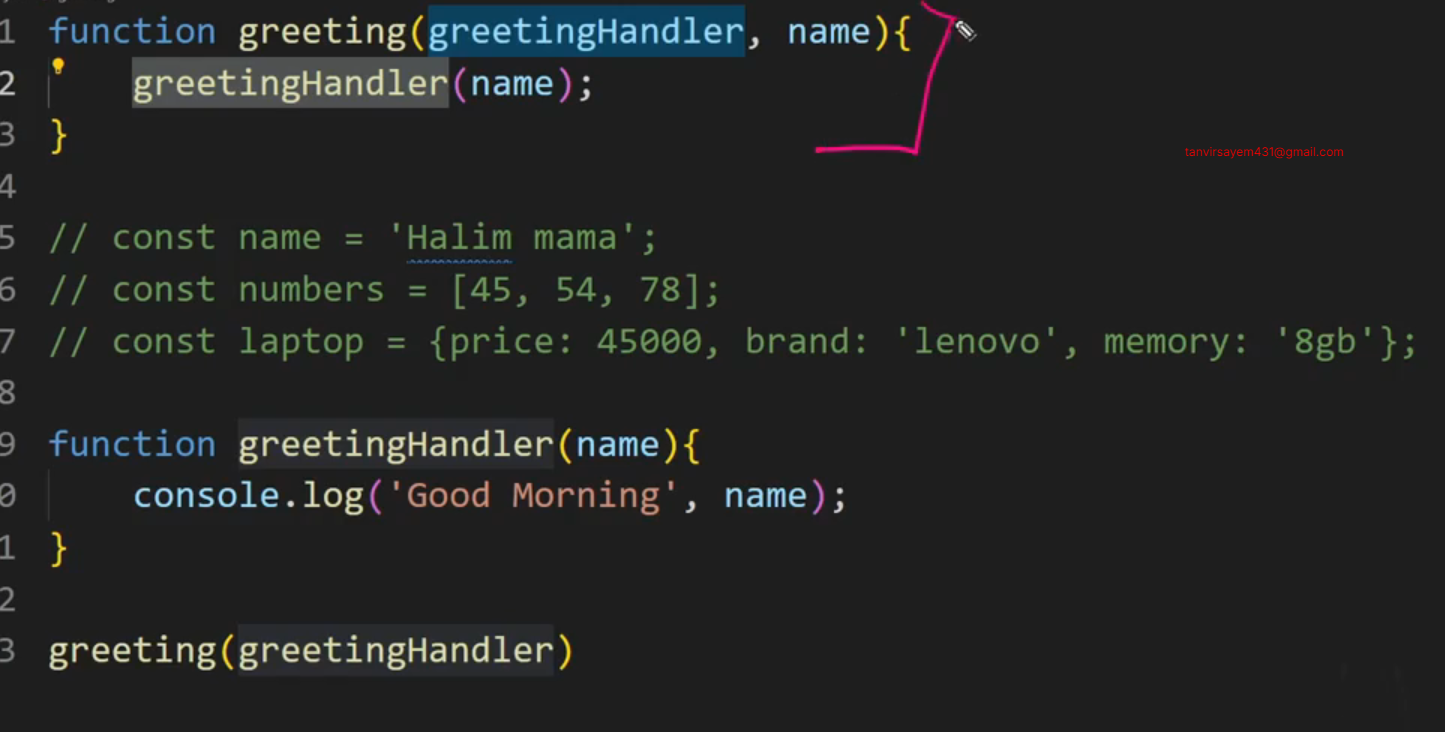 1 function greeting(greetingHandler, name){
2 greetingHandler(name);
3 }
tanvirsayem431@gmail.com
4
5 // const name = 'Halim mama';
6 // const numbers = [45, 54, 78];
7 // const laptop = {price: 45000, brand: 'lenovo', memory: '8gb'};
8
9 function greetingHandler(name){
0 console.log('Good Morning', name);
1 }
2
3 greeting(greetingHandler)